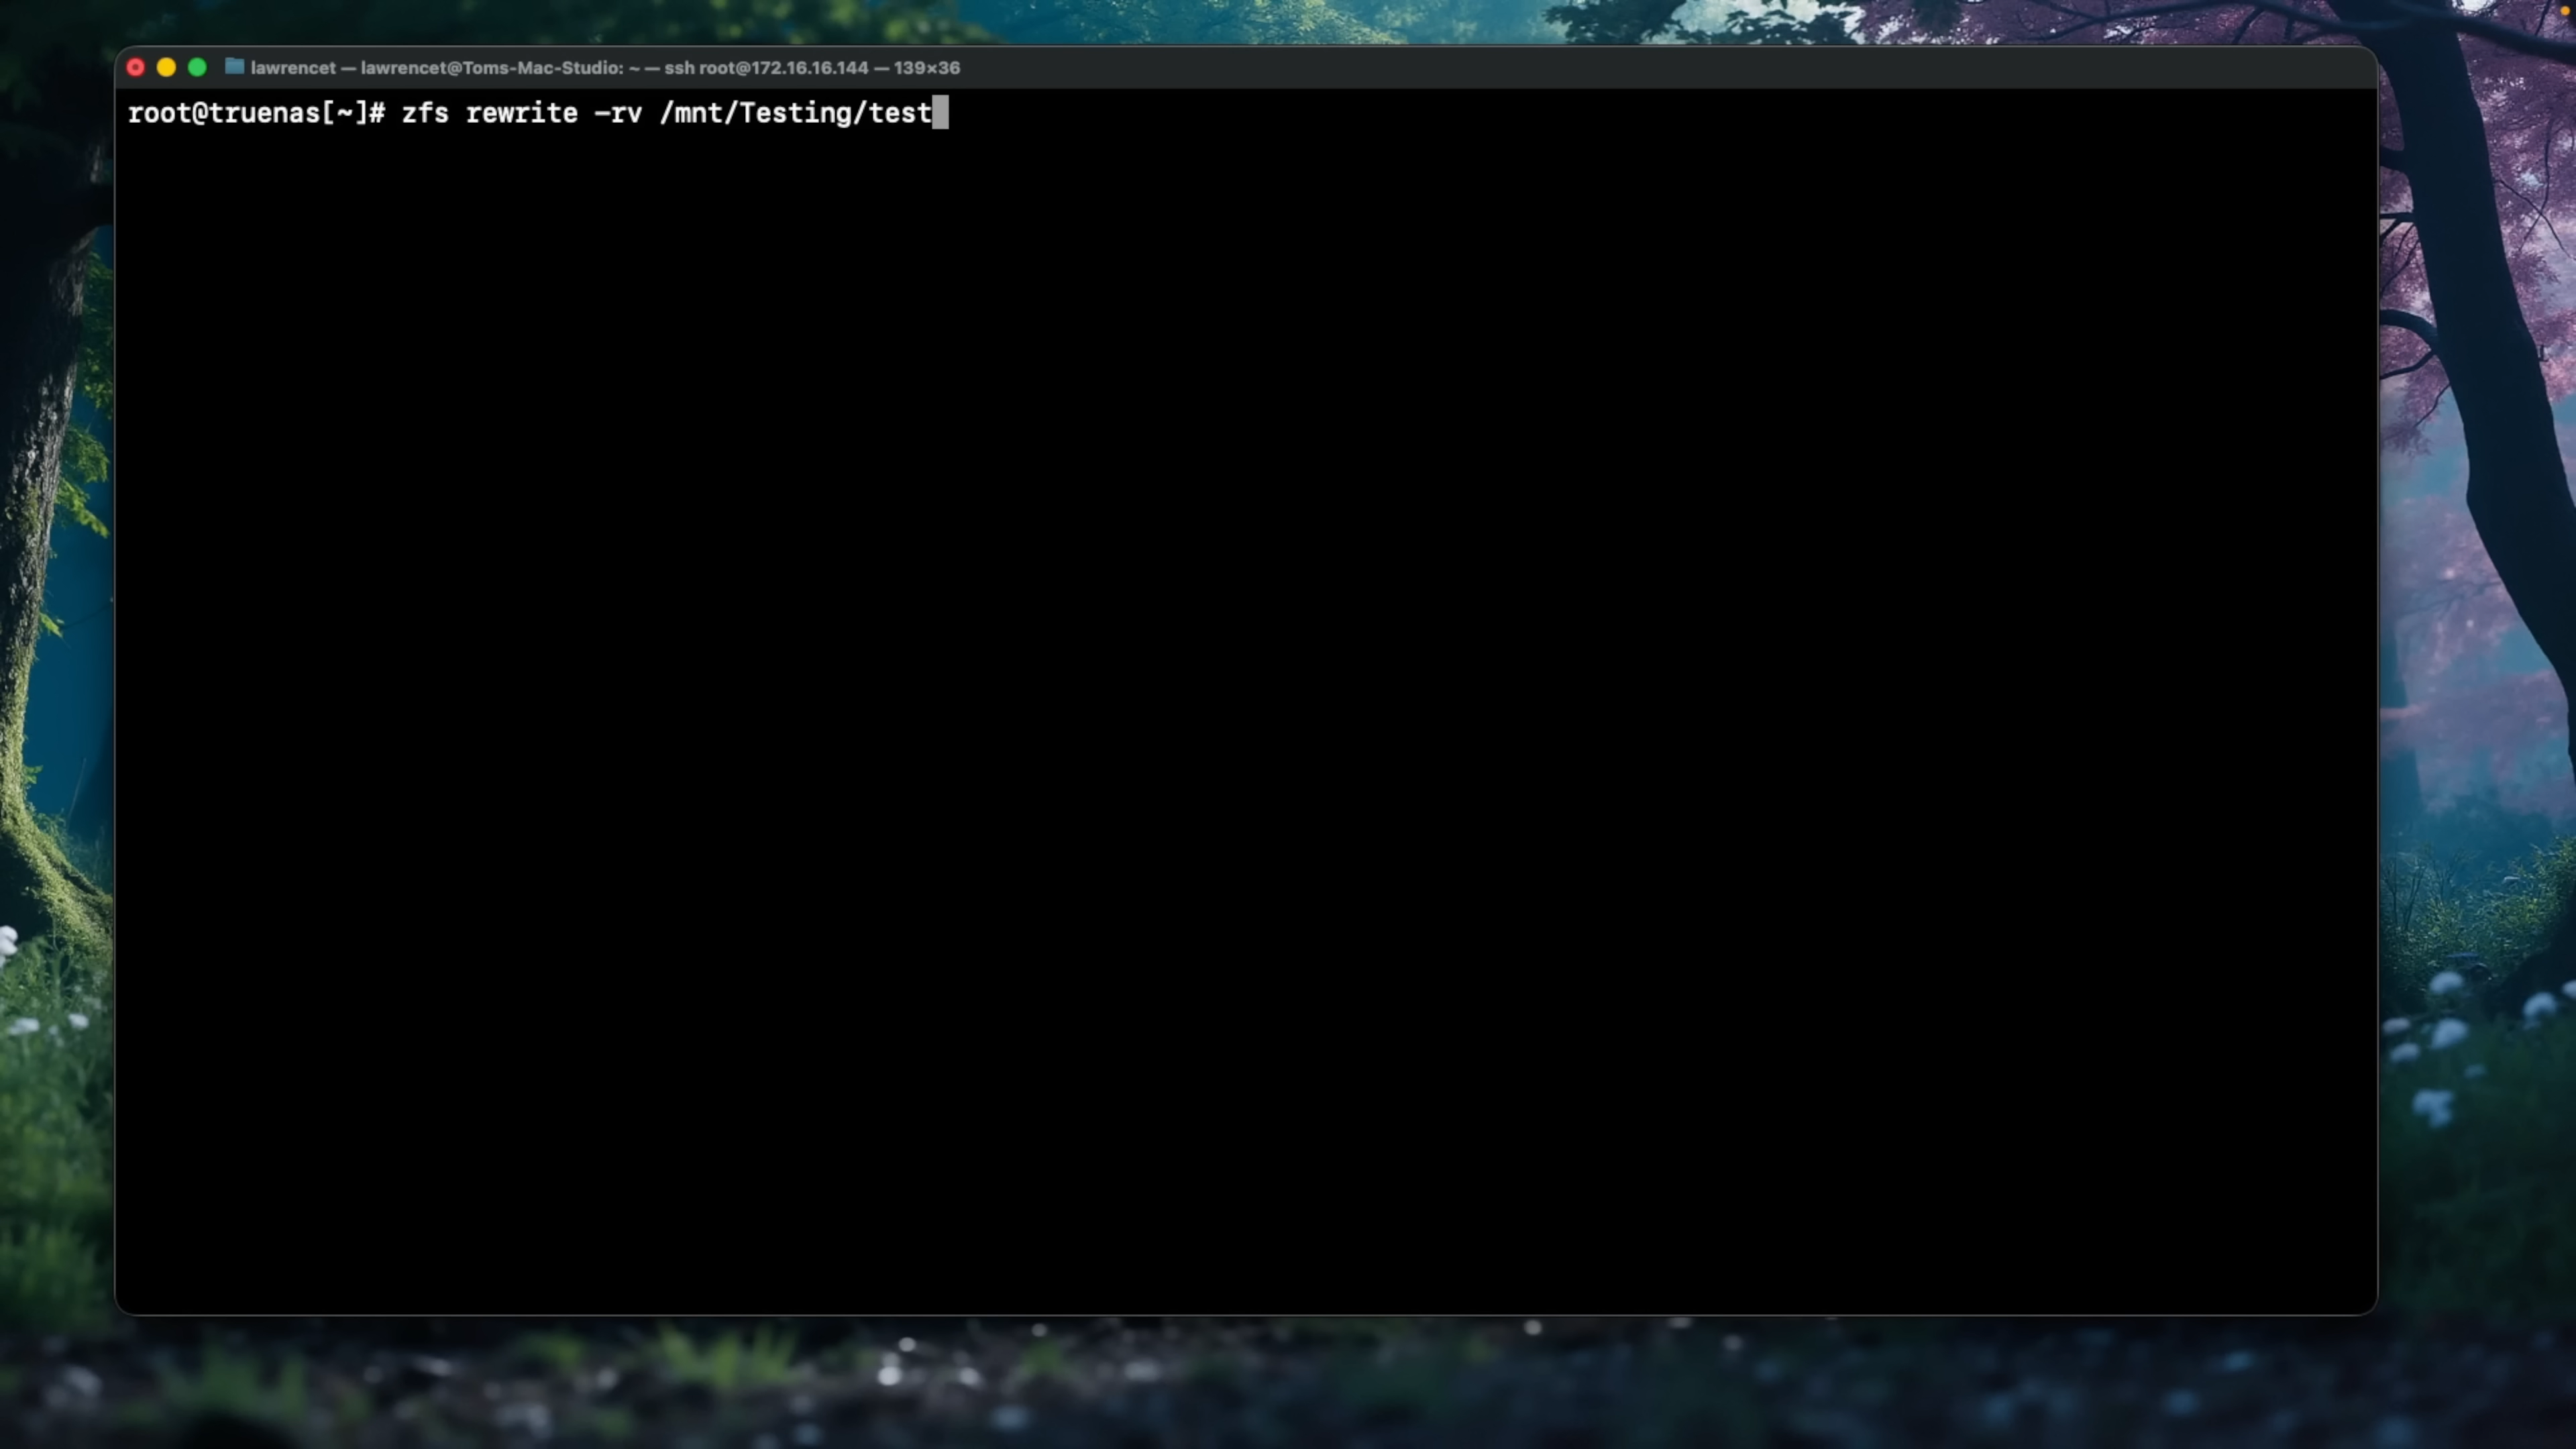 lawrencet — lawrencet@Toms-Mac-Studio: ~ — ssh root@172.16.16.144 — 139×36
root@truenas[~]# zfs rewrite -rv /mnt/Testing/test